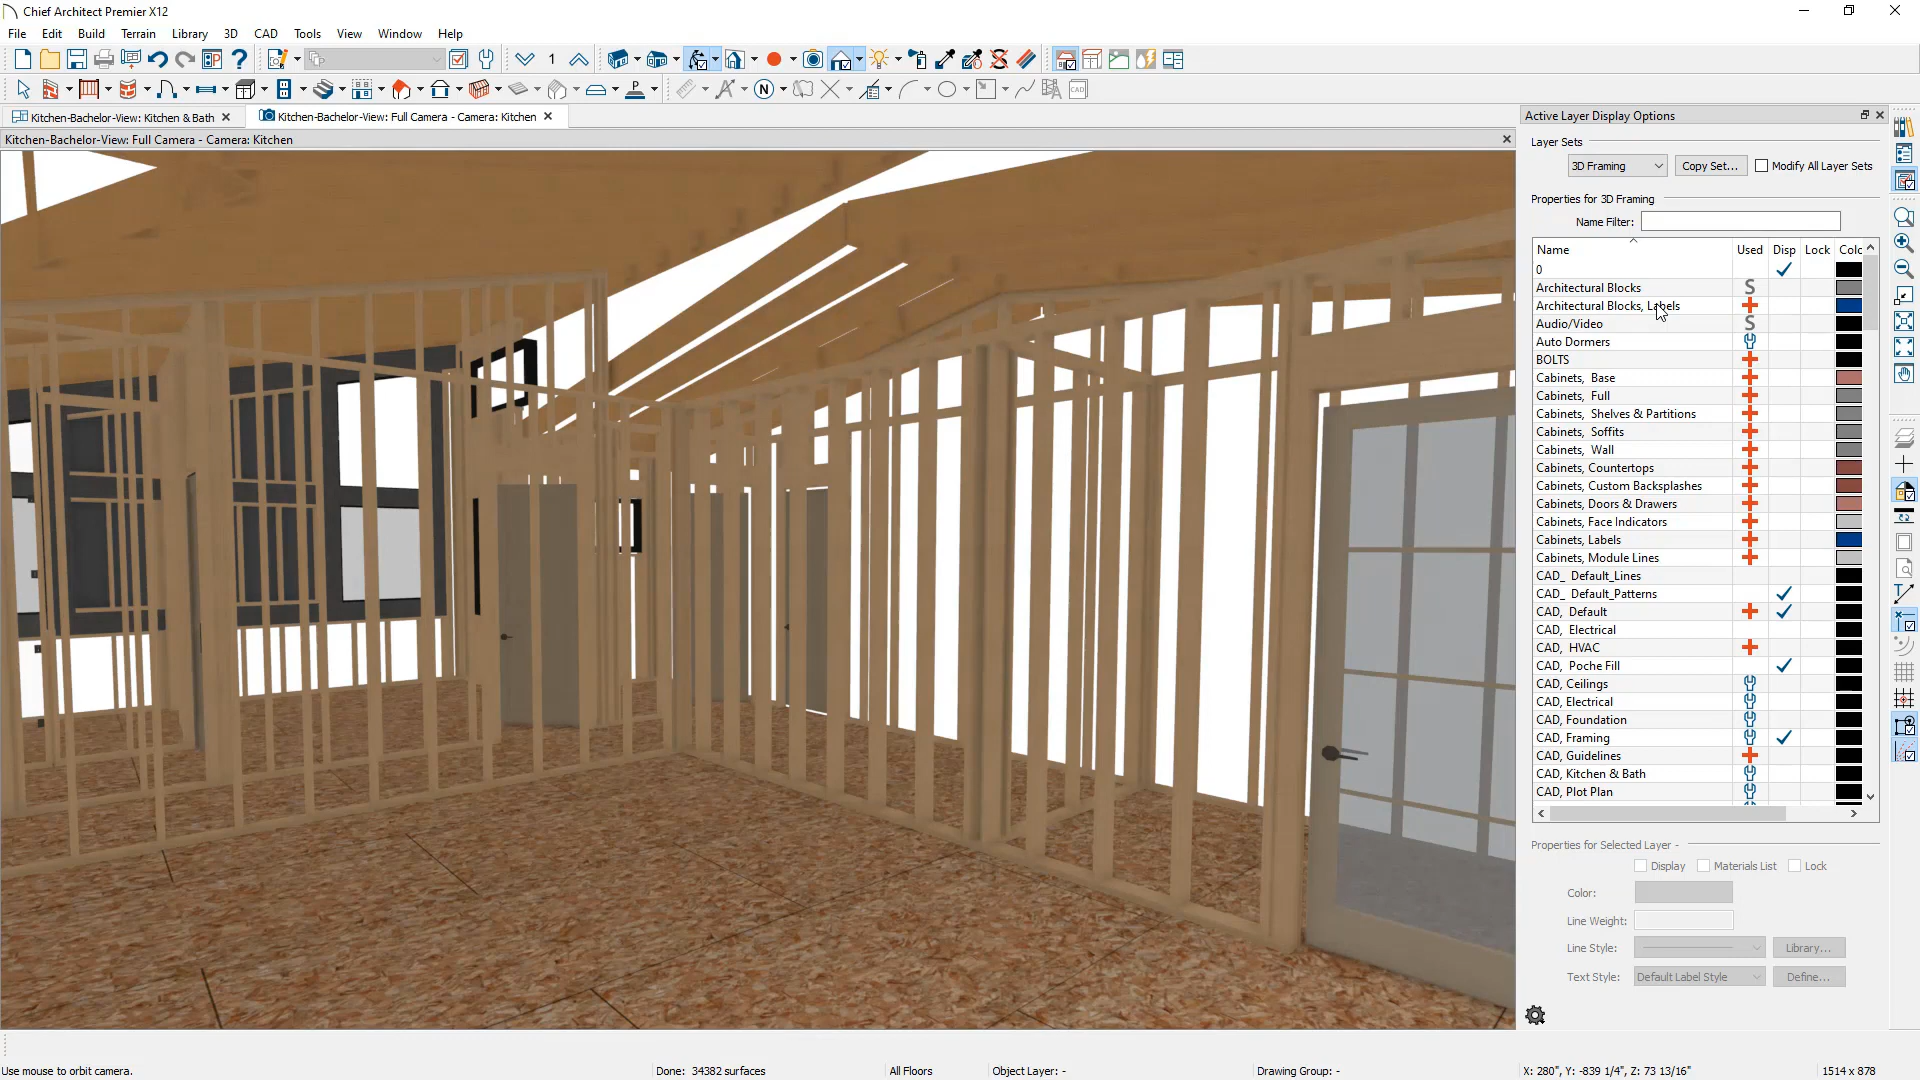 Chief Architect Premier X12
File Edit Build Terrain Library 3D CAD Tools View Window Help
1
N
CAD
Kitchen-Bachelor-View: Kitchen & Bath
Kitchen-Bachelor-View: Full Camera - Camera: Kitchen
Kitchen-Bachelor-View: Full Camera - Camera: Kitchen
Active Layer Display Options
Layer Sets
3D Framing Copy Set... Modify All Layer Sets
Properties for 3D Framing
Name Filter:
Name Used Disp Lock Colc
0
Architectural Blocks S
Architectural Blocks, Labels
Audio/Video S
Auto Dormers
BOLTS
Cabinets, Base
Cabinets, Full
Cabinets, Shelves & Partitions
Cabinets, Soffits
Cabinets, Wall
Cabinets, Countertops
Cabinets, Custom Backsplashes
Cabinets, Doors & Drawers
Cabinets, Face Indicators
Cabinets, Labels
Cabinets, Module Lines
CAD_ Default_Lines
CAD_ Default_Patterns
CAD, Default
CAD, Electrical
CAD, HVAC
CAD, Poche Fill
CAD, Ceilings
CAD, Electrical
CAD, Foundation
CAD, Framing
CAD, Guidelines
CAD, Kitchen & Bath
CAD, Plot Plan
Properties for Selected Layer -
Display Materials List Lock
Color:
Line Weight:
Line Style: Library...
Text Style: Default Label Style Define...
Use mouse to orbit camera. Done: 34382 surfaces All Floors Object Layer: - Drawing Group: - X: 280", Y: -839 1/4", Z: 73 13/16" 1514 x 878